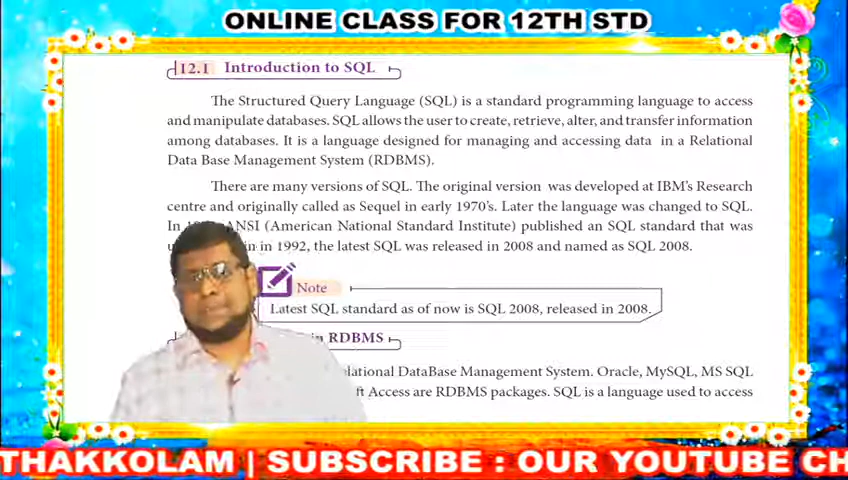 ONLINE CLASS FOR 12TH STD
12.1 Introduction to SQL
The Structured Query Language (SQL) is a standard programming language to access
and manipulate databases. SQL allows the user to create, retrieve, alter, and transfer information
among databases. It is a language designed for managing and accessing data in a Relational
Data Base Management System (RDBMS).
There are many versions of SQL. The original version was developed at IBM's Research
centre and originally called as Sequel in early 1970's. Later the language was changed to SQL.
In ANSI (American National Standard Institute) published an SQL standard that was
in 1992, the latest SQL was released in 2008 and named as SQL 2008.
Note
Latest SQL standard as of now is SQL 2008, released in 2008.
in RDBMS
DataBase Management System. Oracle, MySQL, MS SQL
Access are RDBMS packages. SQL is a language used to access
THAKKOLAM | SUBSCRIBE : OUR YOUTUBE CH